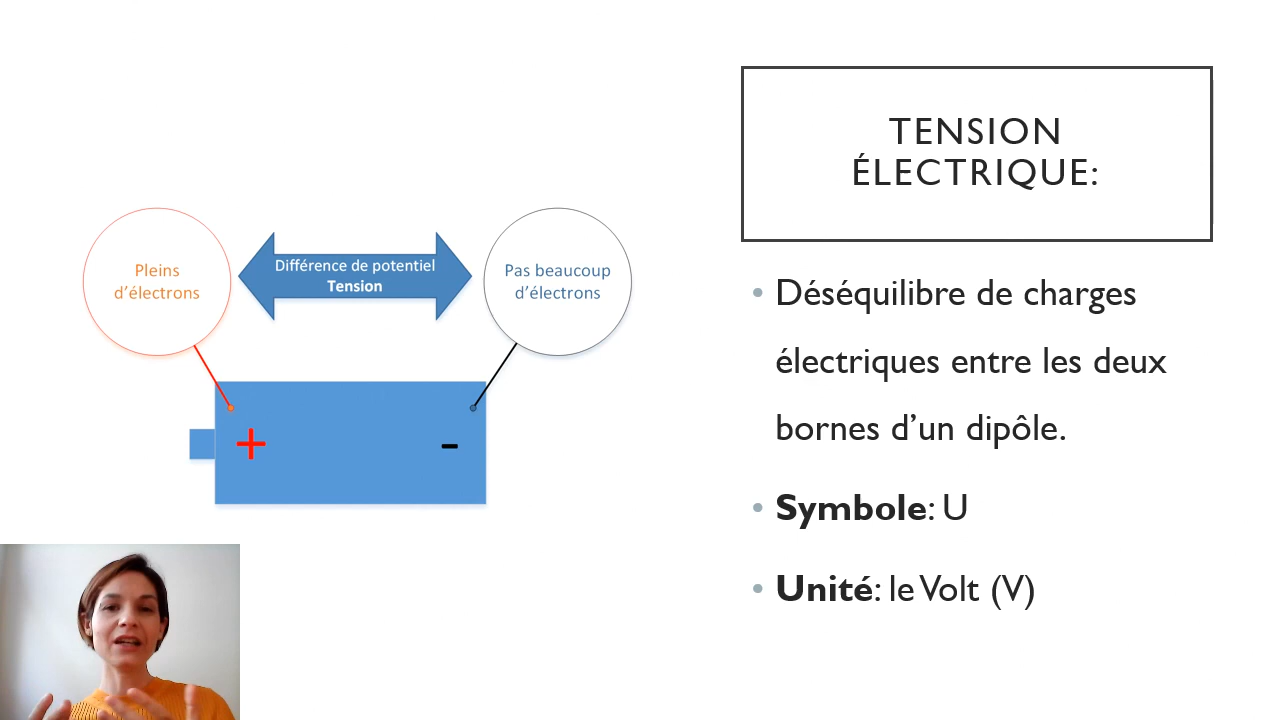 TENSION
ÉLECTRIQUE:
Pleins
d’électrons
Différence de potentiel
Tension
Pas beaucoup
d’électrons
+
-
• Déséquilibre de charges
électriques entre les deux
bornes d’un dipôle.
• Symbole: U
• Unité: le Volt (V)